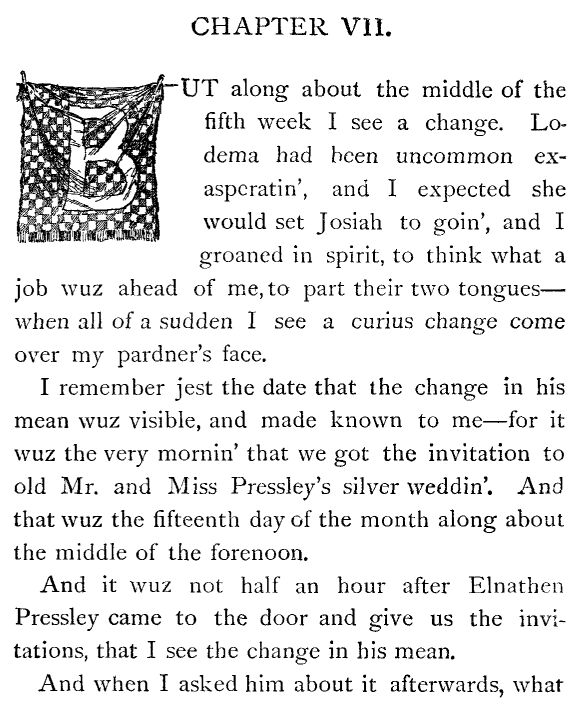 CHAPTER VII.
BUT along about the middle of the
fifth week I see a change. Lo-
dema had been uncommon ex-
asperatin', and I expected she
would set Josiah to goin', and I
groaned in spirit, to think what a
job wuz ahead of me, to part their two tongues—
when all of a sudden I see a curius change come
over my pardner's face.
I remember jest the date that the change in his
mean wuz visible, and made known to me—for it
wuz the very mornin' that we got the invitation to
old Mr. and Miss Pressley's silver weddin'. And
that wuz the fifteenth day of the month along about
the middle of the forenoon.
And it wuz not half an hour after Elnathen
Pressley came to the door and give us the invi-
tations, that I see the change in his mean.
And when I asked him about it afterwards, what